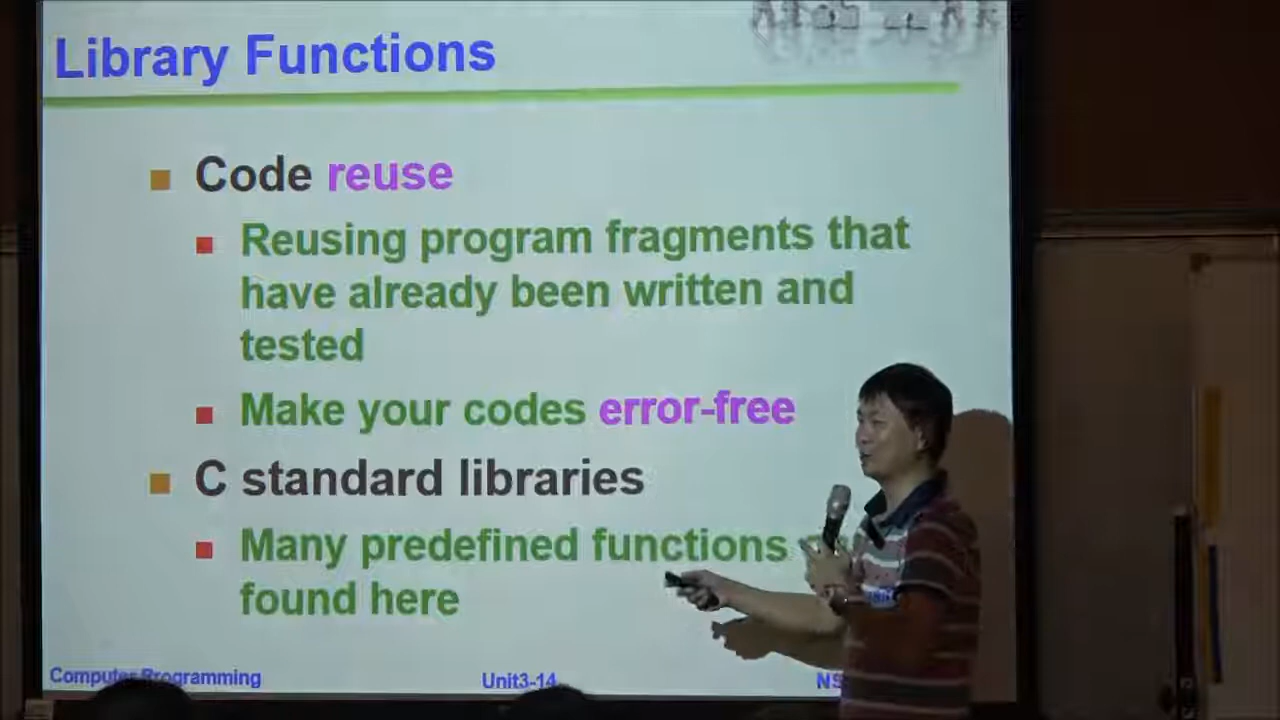 Library Functions
Code reuse
Reusing program fragments that
have already been written and
tested
Make your codes error-free
C standard libraries
Many predefined functions
found here
Computer Programming
Unit3-14